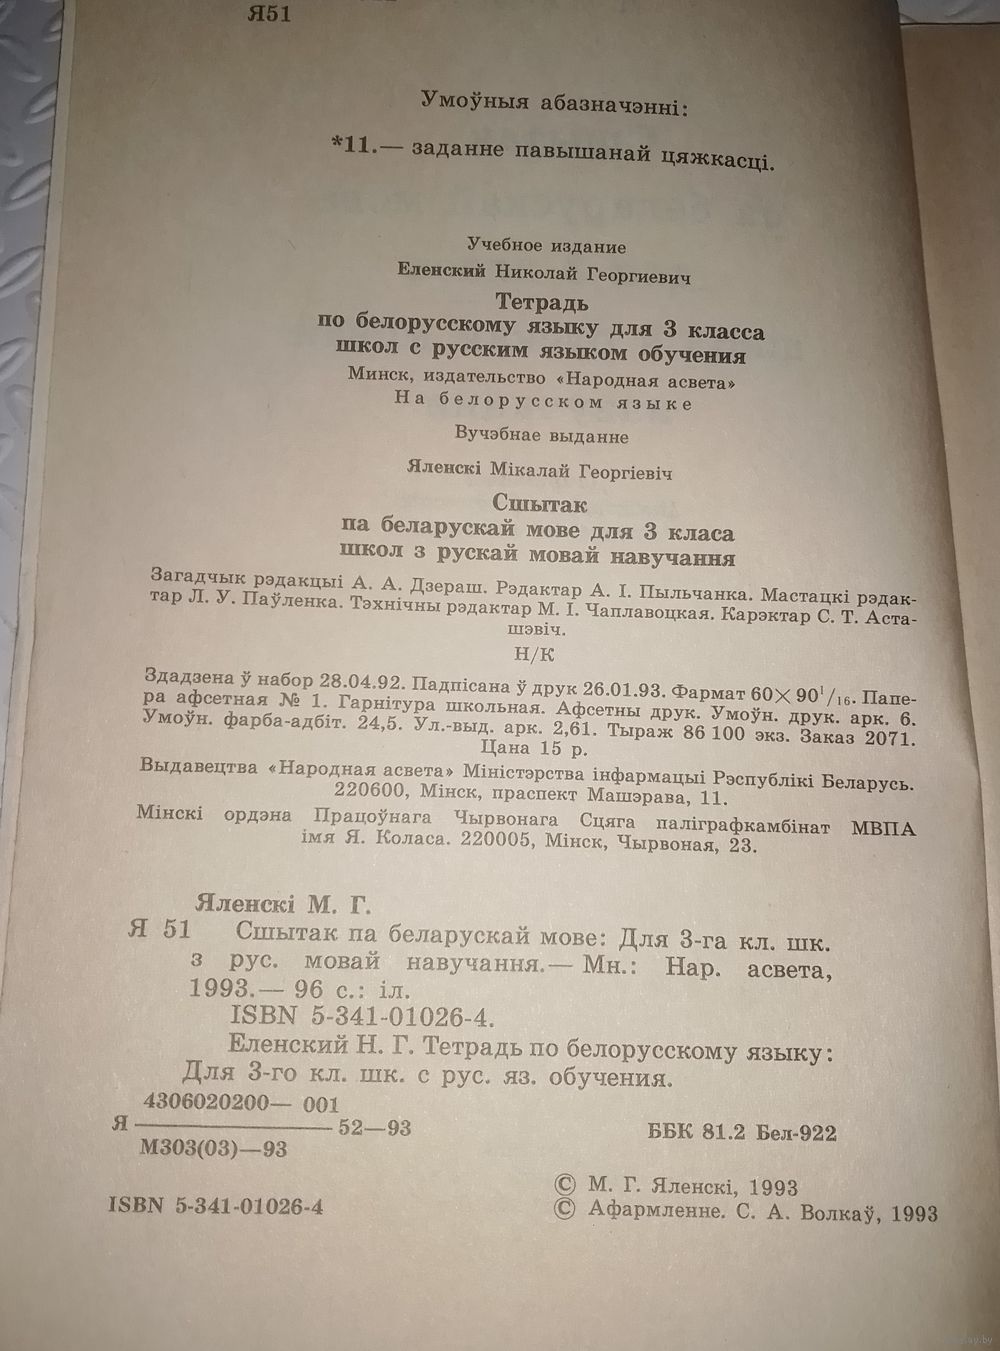 Я51
Умоўныя абазначэнні:
*11.— заданне павышанай цяжкасці.
Учебное издание
Еленский Николай Георгиевич
Тетрадь
по белорусскому языку для 3 класса
школ с русским языком обучения
Минск, издательство «Народная асвета»
На белорусском языке
Вучэбнае выданне
Яленскі Мікалай Георгіевіч
Сшытак
па беларускай мове для 3 класа
школ з рускай мовай навучання
Загадчык рэдакцыі А. А. Дзераш. Рэдактар А. І. Пыльчанка. Мастацкі рэдак-
тар Л. У. Паўленка. Тэхнічны рэдактар М. І. Чаплавоцкая. Карэктар С. Т. Аста-
шэвіч.
Н/К
Здадзена ў набор 28.04.92. Падпісана ў друк 26.01.93. Фармат 60×90¹/₁₆. Папе-
ра афсетная № 1. Гарнітура школьная. Афсетны друк. Умоўн. друк. арк. 6.
Умоўн. фарба-адбіт. 24,5. Ул.-выд. арк. 2,61. Тыраж 86 100 экз. Заказ 2071.
Цана 15 р.
Выдавецтва «Народная асвета» Міністэрства інфармацыі Рэспублікі Беларусь.
220600, Мінск, праспект Машэрава, 11.
Мінскі ордэна Працоўнага Чырвонага Сцяга паліграфкамбінат МВПА
імя Я. Коласа. 220005, Мінск, Чырвоная, 23.
Яленскі М. Г.
Я 51 Сшытак па беларускай мове: Для 3-га кл. шк.
з рус. мовай навучання.— Мн.: Нар. асвета,
1993.— 96 с.: іл.
ISBN 5-341-01026-4.
Еленский Н. Г. Тетрадь по белорусскому языку:
Для 3-го кл. шк. с рус. яз. обучения.
4306020200— 001
Я 52—93
М303(03)—93
ББК 81.2 Бел-922
ISBN 5-341-01026-4
© М. Г. Яленскі, 1993
© Афармленне. С. А. Волкаў, 1993